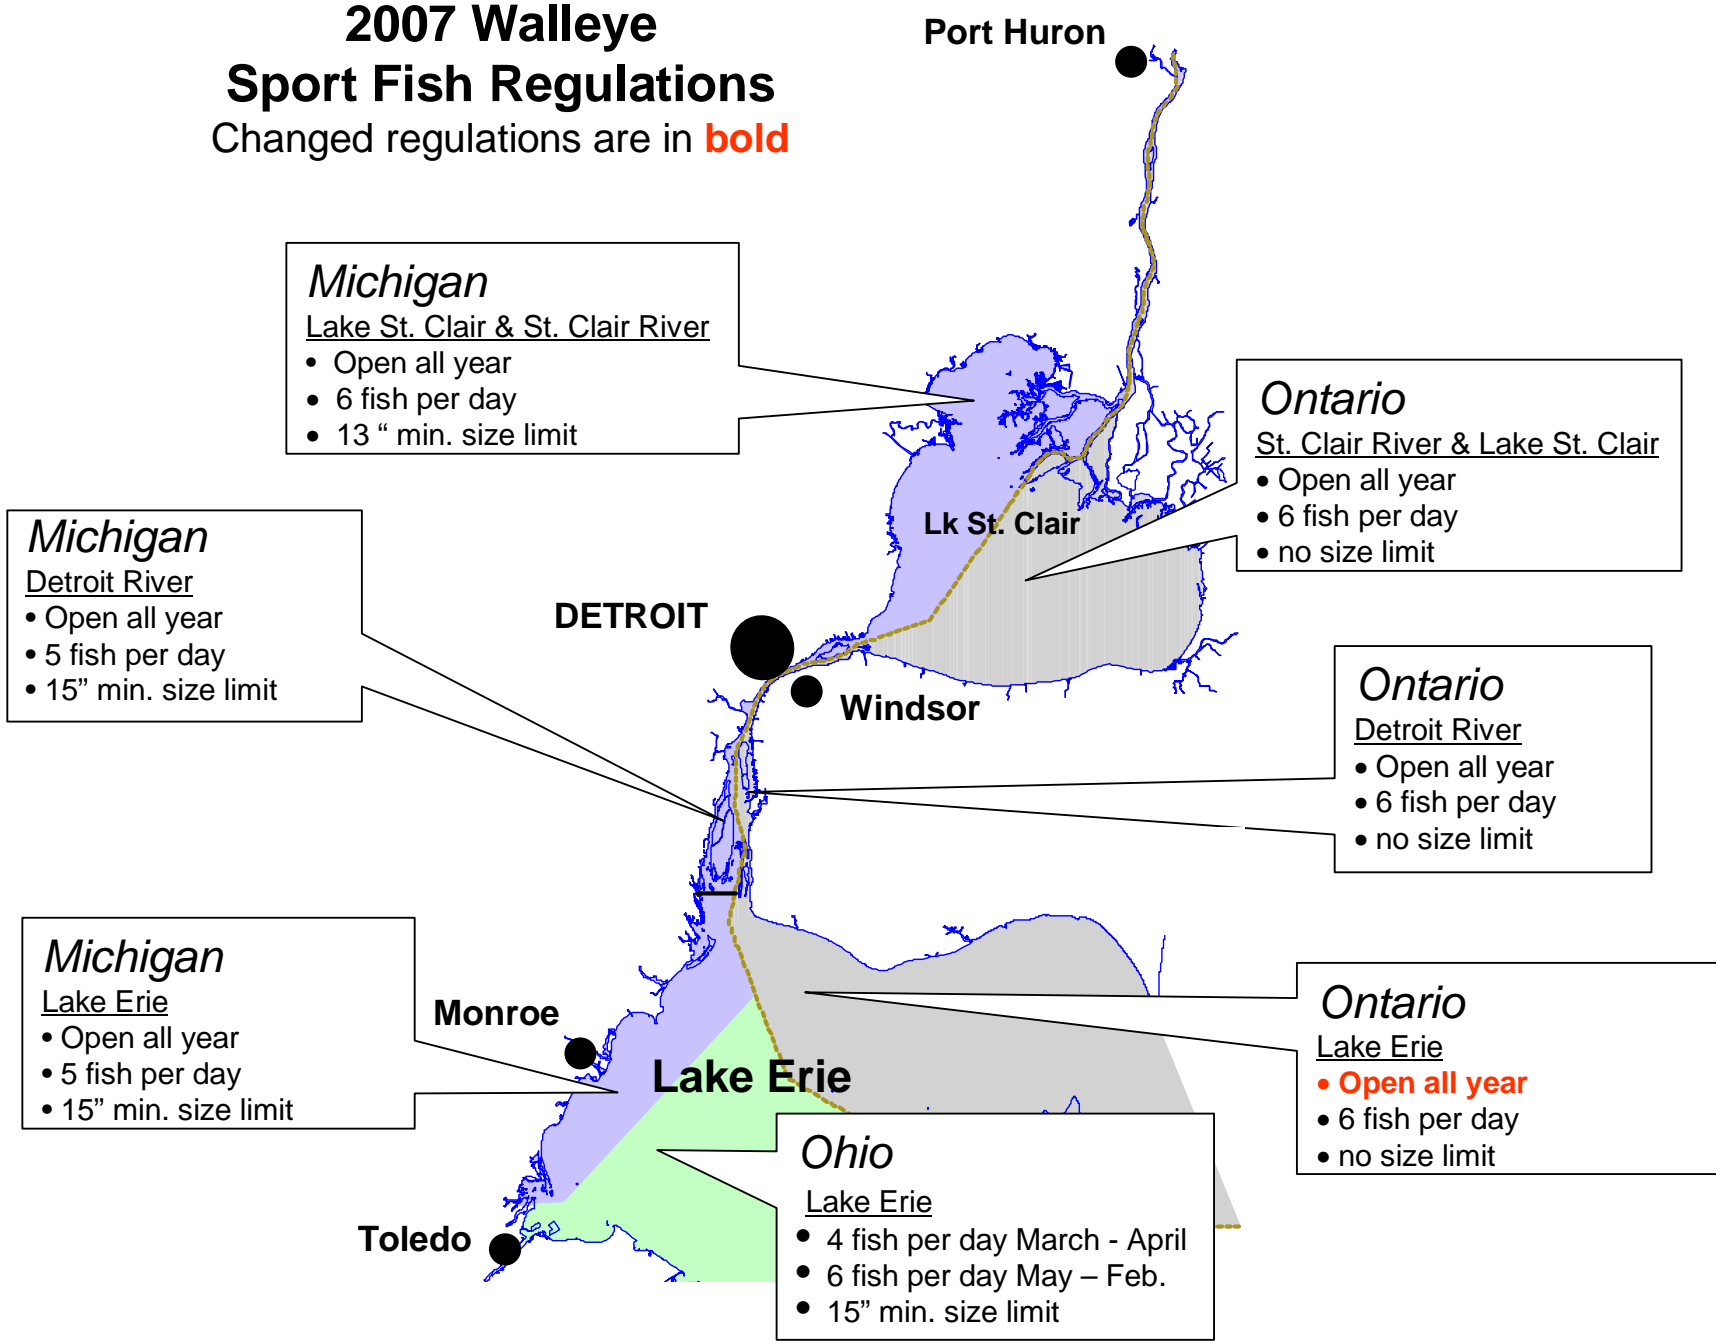 2007 Walleye
Sport Fish Regulations
Changed regulations are in bold
Port Huron
Michigan
Lake St. Clair & St. Clair River
• Open all year
• 6 fish per day
• 13 “ min. size limit
Ontario
St. Clair River & Lake St. Clair
• Open all year
• 6 fish per day
• no size limit
Lk St. Clair
Michigan
Detroit River
• Open all year
• 5 fish per day
• 15” min. size limit
DETROIT
Windsor
Ontario
Detroit River
• Open all year
• 6 fish per day
• no size limit
Michigan
Lake Erie
• Open all year
• 5 fish per day
• 15” min. size limit
Monroe
Lake Erie
Ontario
Lake Erie
• Open all year
• 6 fish per day
• no size limit
Toledo
Ohio
Lake Erie
• 4 fish per day March - April
• 6 fish per day May – Feb.
• 15” min. size limit